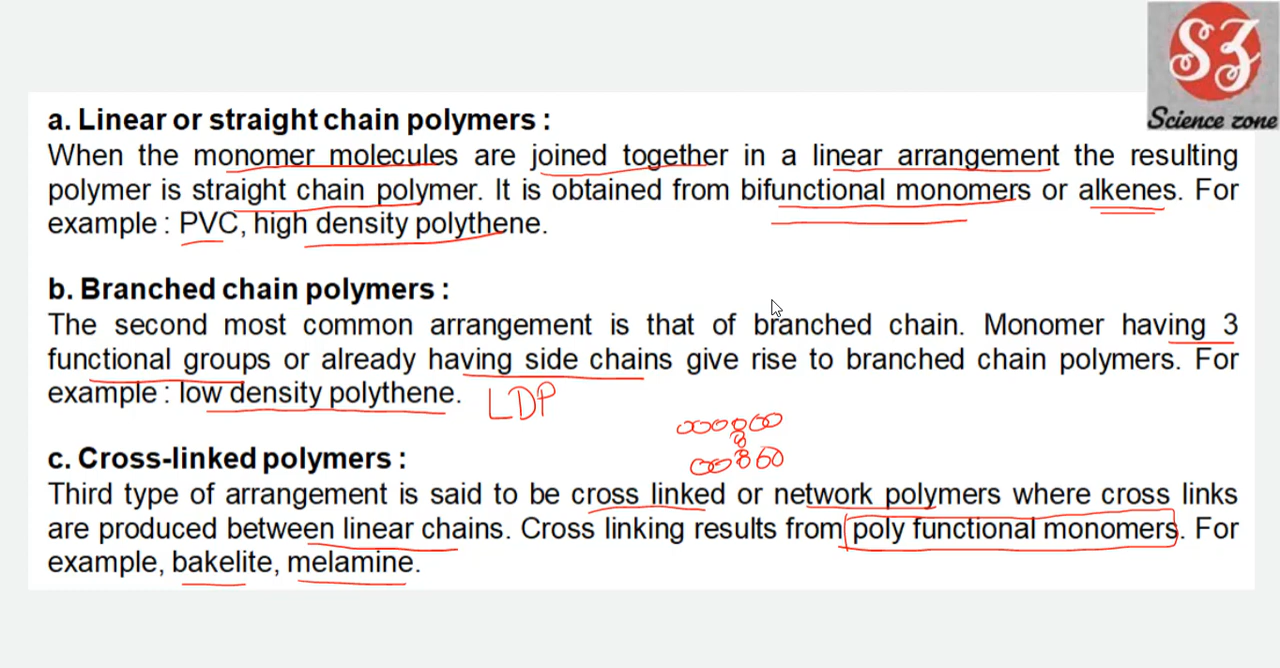 SZ
Science zone
a. Linear or straight chain polymers :
When the monomer molecules are joined together in a linear arrangement the resulting
polymer is straight chain polymer. It is obtained from bifunctional monomers or alkenes. For
example : PVC, high density polythene.
b. Branched chain polymers :
The second most common arrangement is that of branched chain. Monomer having 3
functional groups or already having side chains give rise to branched chain polymers. For
example : low density polythene. LDP
c. Cross-linked polymers :
Third type of arrangement is said to be cross linked or network polymers where cross links
are produced between linear chains. Cross linking results from poly functional monomers. For
example, bakelite, melamine.